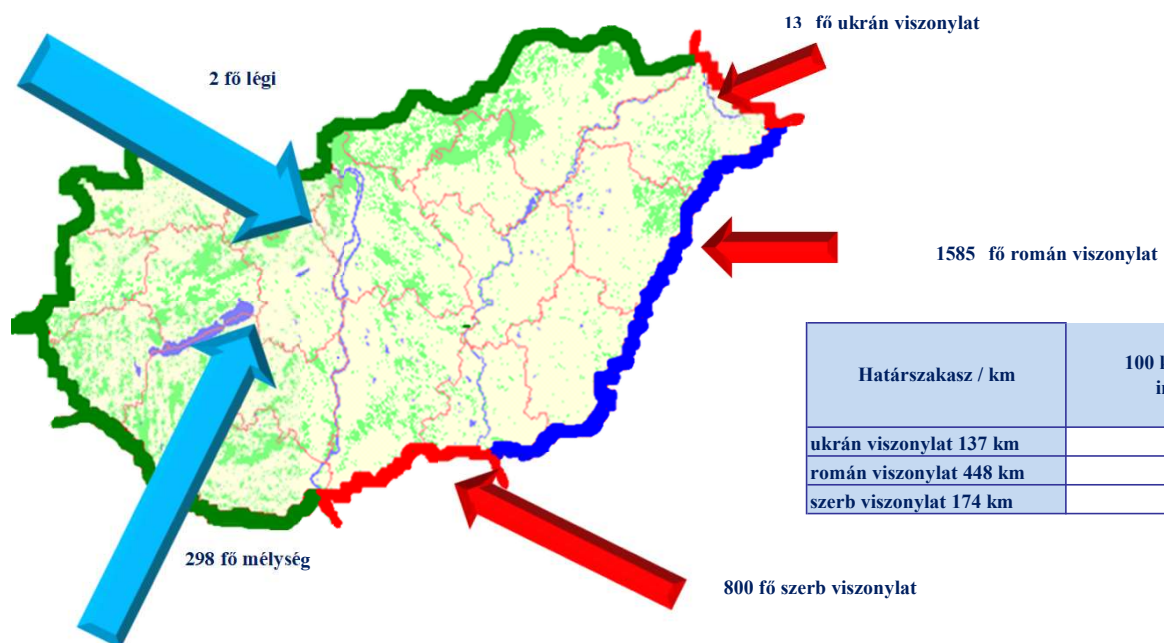 13 fő ukrán viszonylat
2 fő légi
1585 fő román viszonylat
Határszakasz / km
100
ukrán viszonylat 137 km
román viszonylat 448 km
szerb viszonylat 174 km
298 fő mélység
800 fő szerb viszonylat